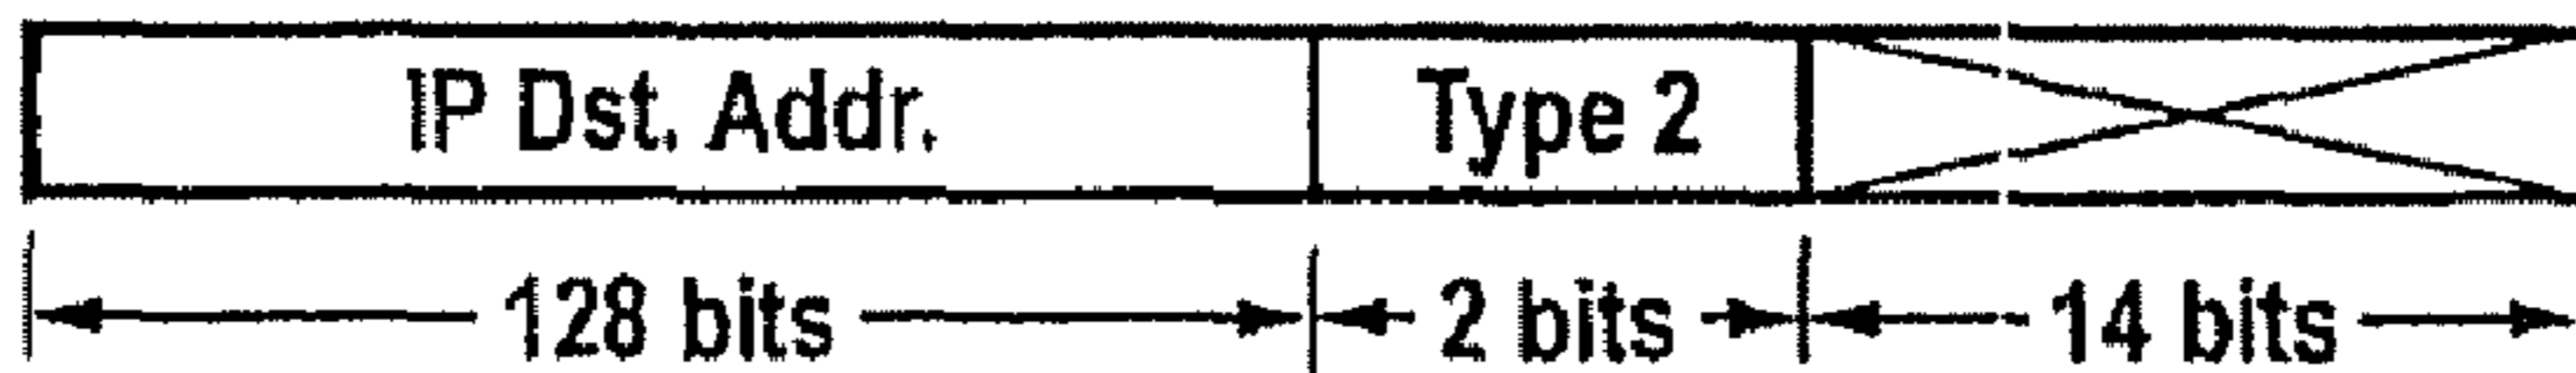 IP Dst. Addr. Type 2
128 bits 2 bits 14 bits